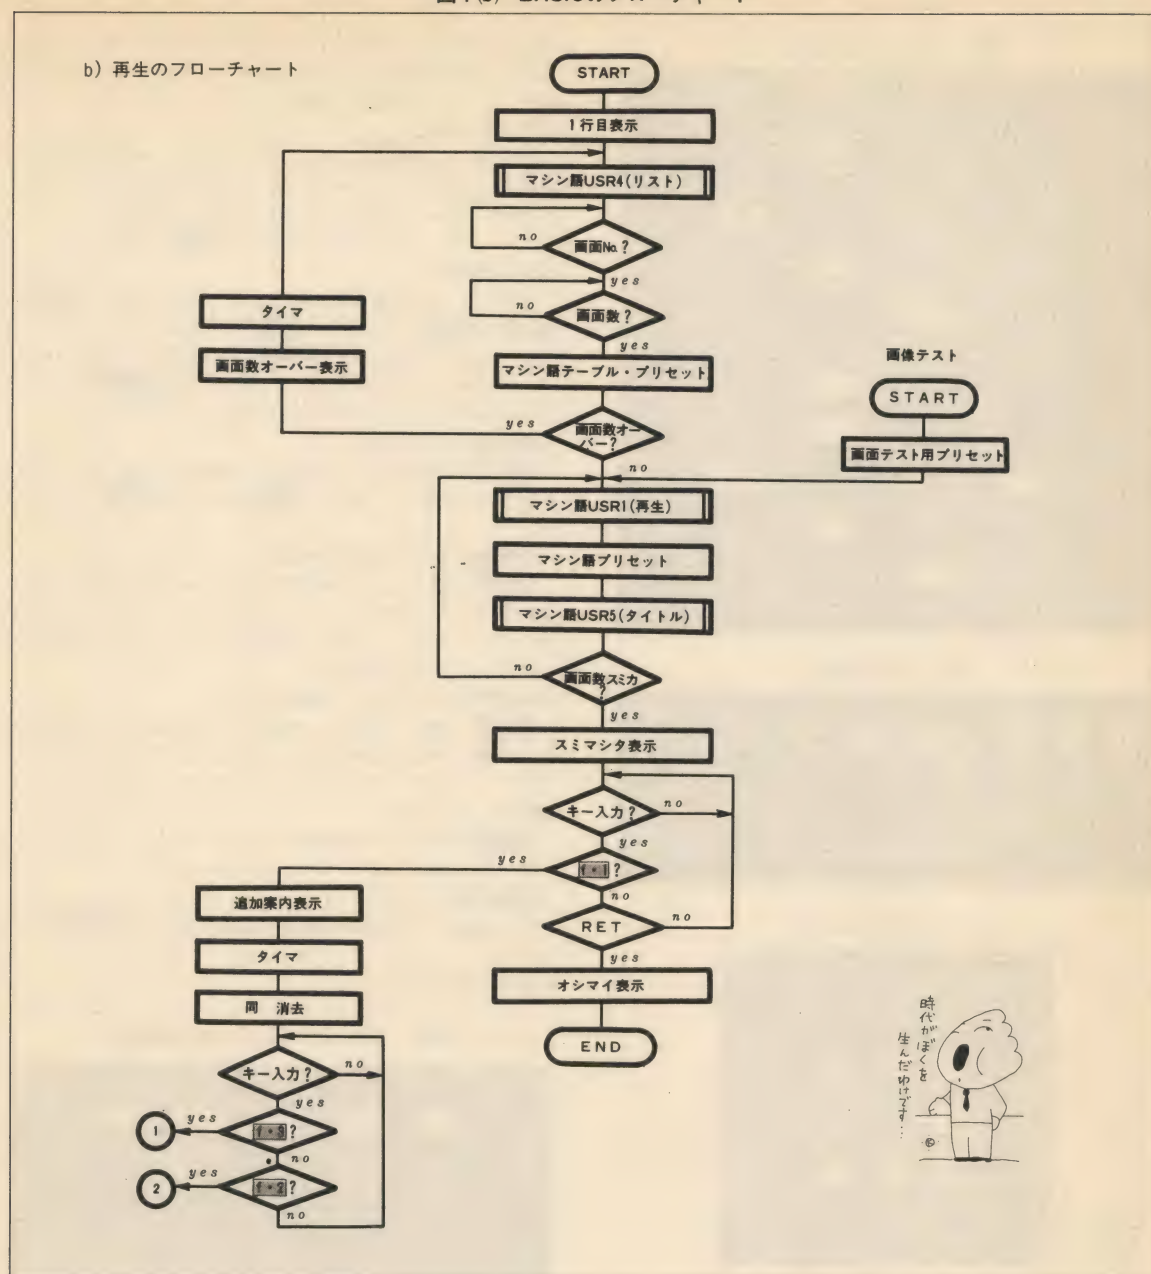 b) 再生のフローチャート
START
1行目表示
マシン語USR4(リスト)
画面No.?
no
yes
画面数?
no
yes
マシン語テーブル・プリセット
画面数オー
バー?
yes
no
タイマ
画面数オーバー表示
画像テスト
START
画面テスト用プリセット
マシン語USR1(再生)
マシン語プリセット
マシン語USR5(タイトル)
画面数スミカ
?
no
yes
スミマシタ表示
キー入力?
no
yes
f・1?
yes
no
RET
no
yes
オシマイ表示
END
追加案内表示
タイマ
同 消去
キー入力?
no
yes
f・3?
yes
1
no
f・2?
yes
2
no
時代がぼくを
生んだわけです…